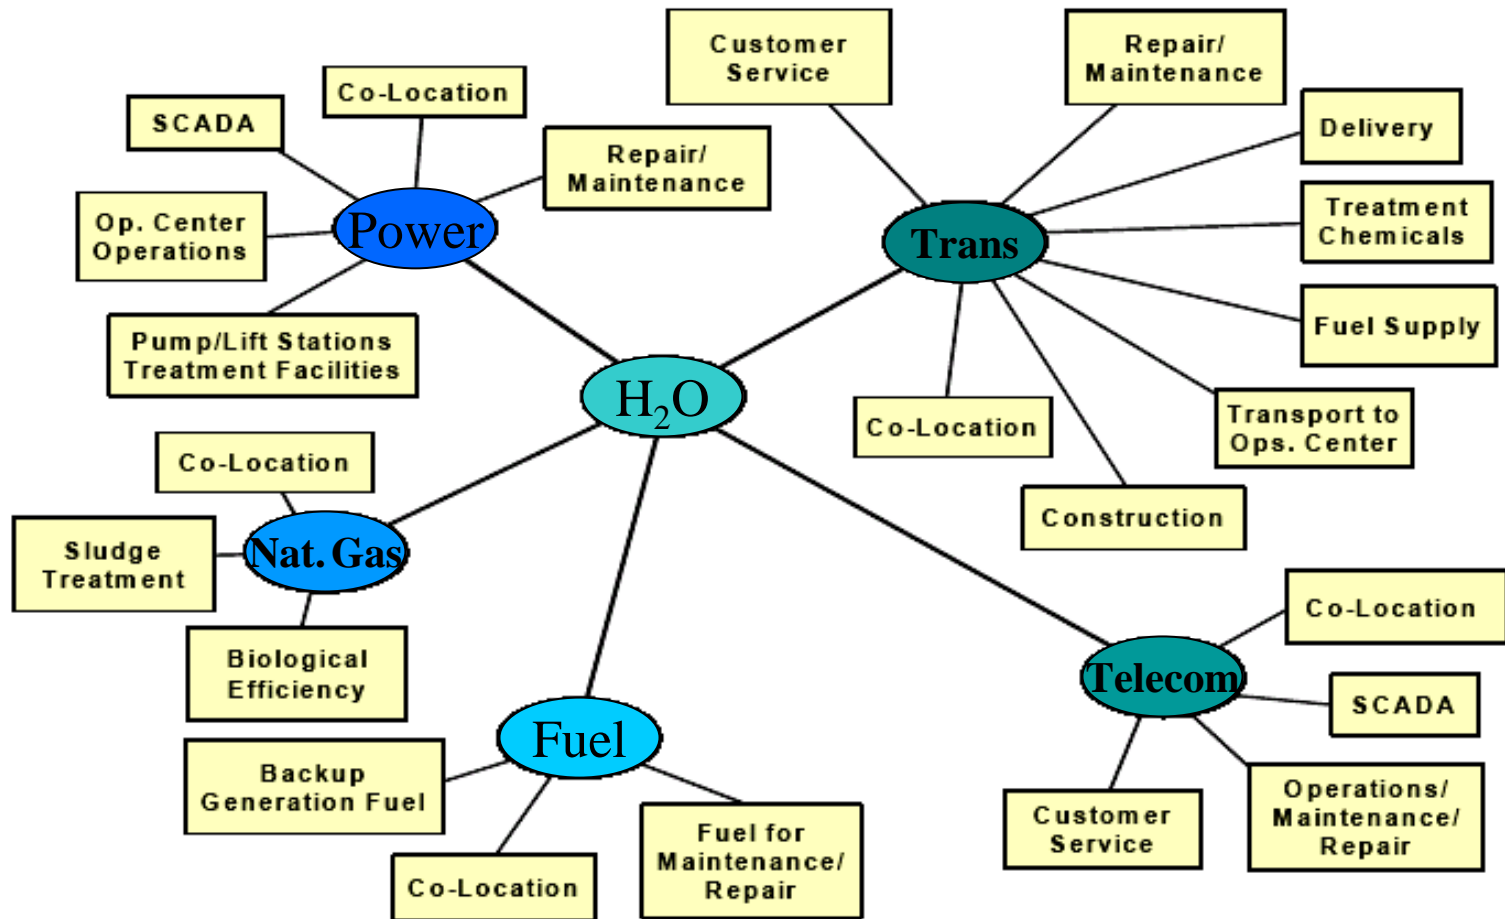 Customer
Service
Repair/
Maintenance
Co-Location
SCADA
Repair/
Maintenance
Delivery
Op. Center
Operations
Power
Trans
Treatment
Chemicals
Pump/Lift Stations
Treatment Facilities
Fuel Supply
H₂O
Co-Location
Transport to
Ops. Center
Co-Location
Construction
Sludge
Treatment
Nat. Gas
Co-Location
Biological
Efficiency
Telecom
SCADA
Fuel
Backup
Generation Fuel
Customer
Service
Operations/
Maintenance/
Repair
Fuel for
Maintenance/
Repair
Co-Location